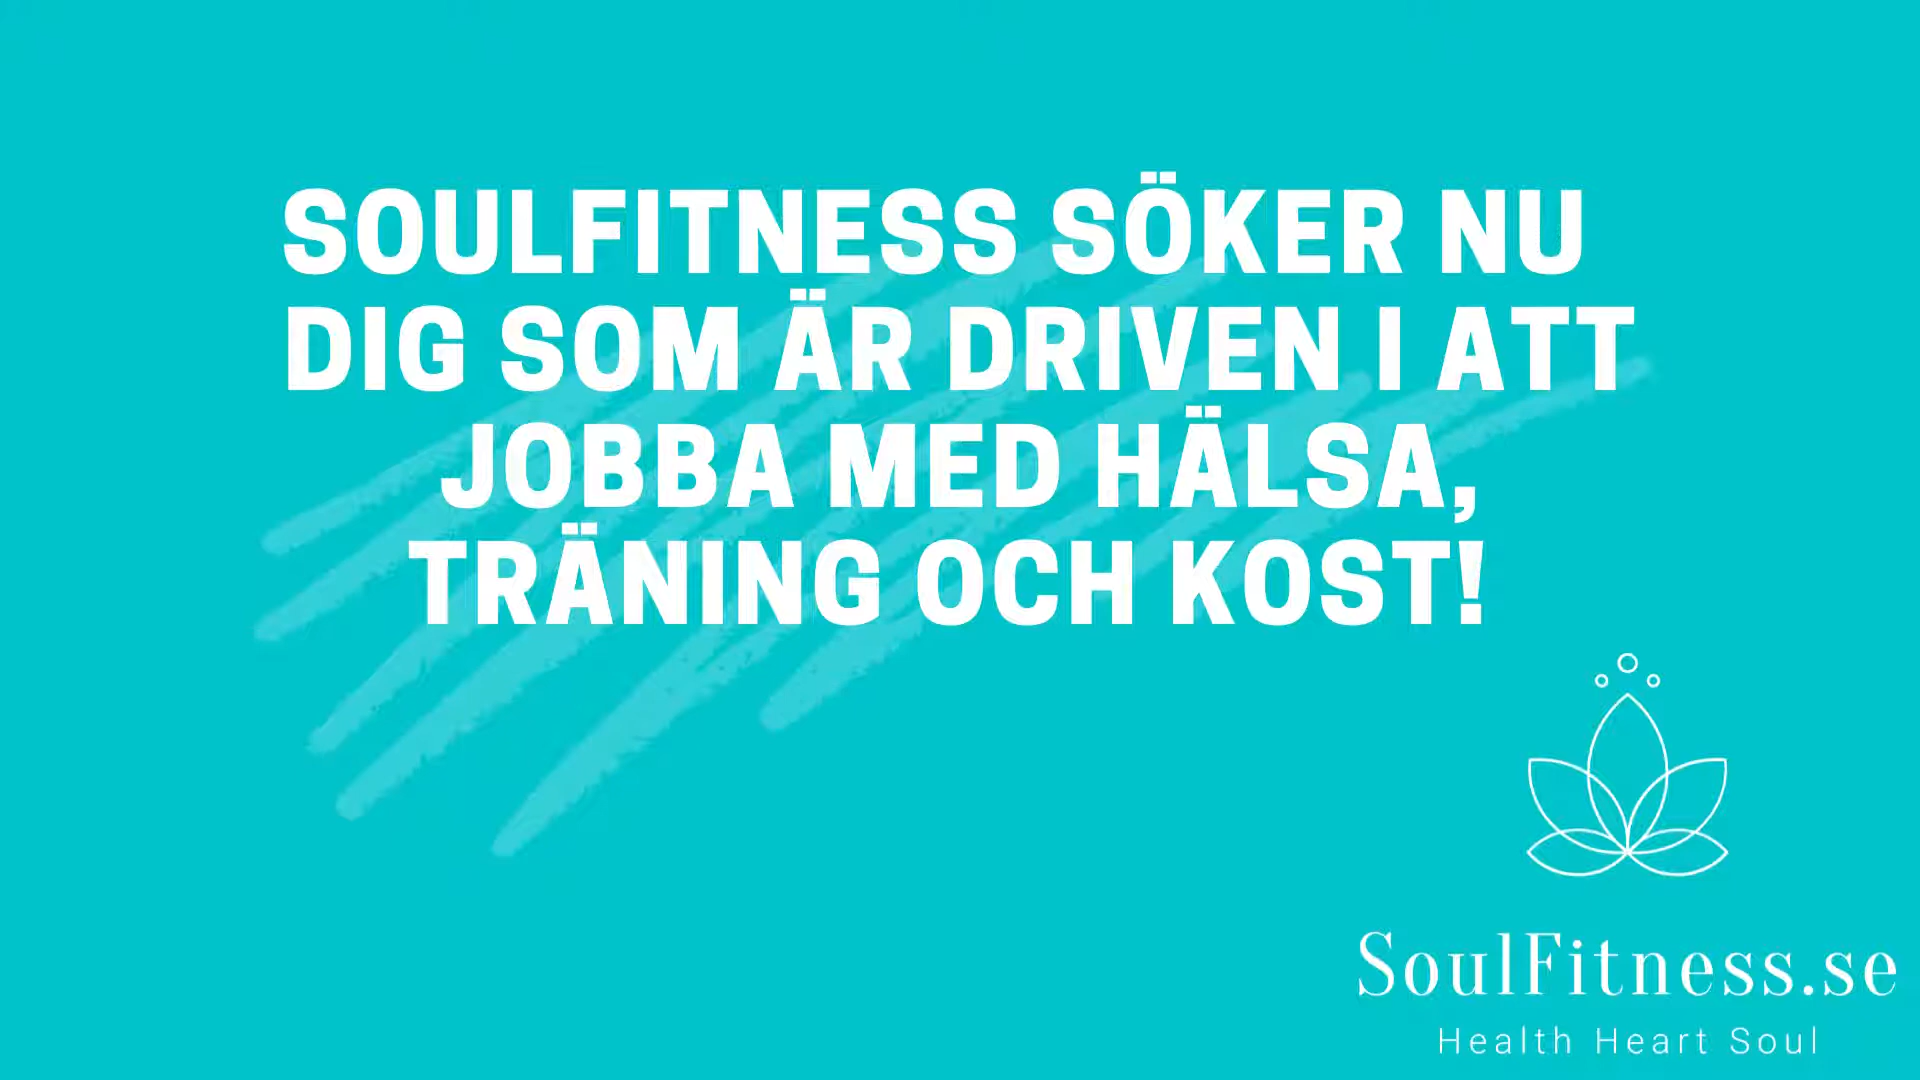 SOULFITNESS SÖKER NU
DIG SOM ÄR DRIVEN I ATT
JOBBA MED HÄLSA,
TRÄNING OCH KOST!
SoulFitness.se
Health Heart Soul